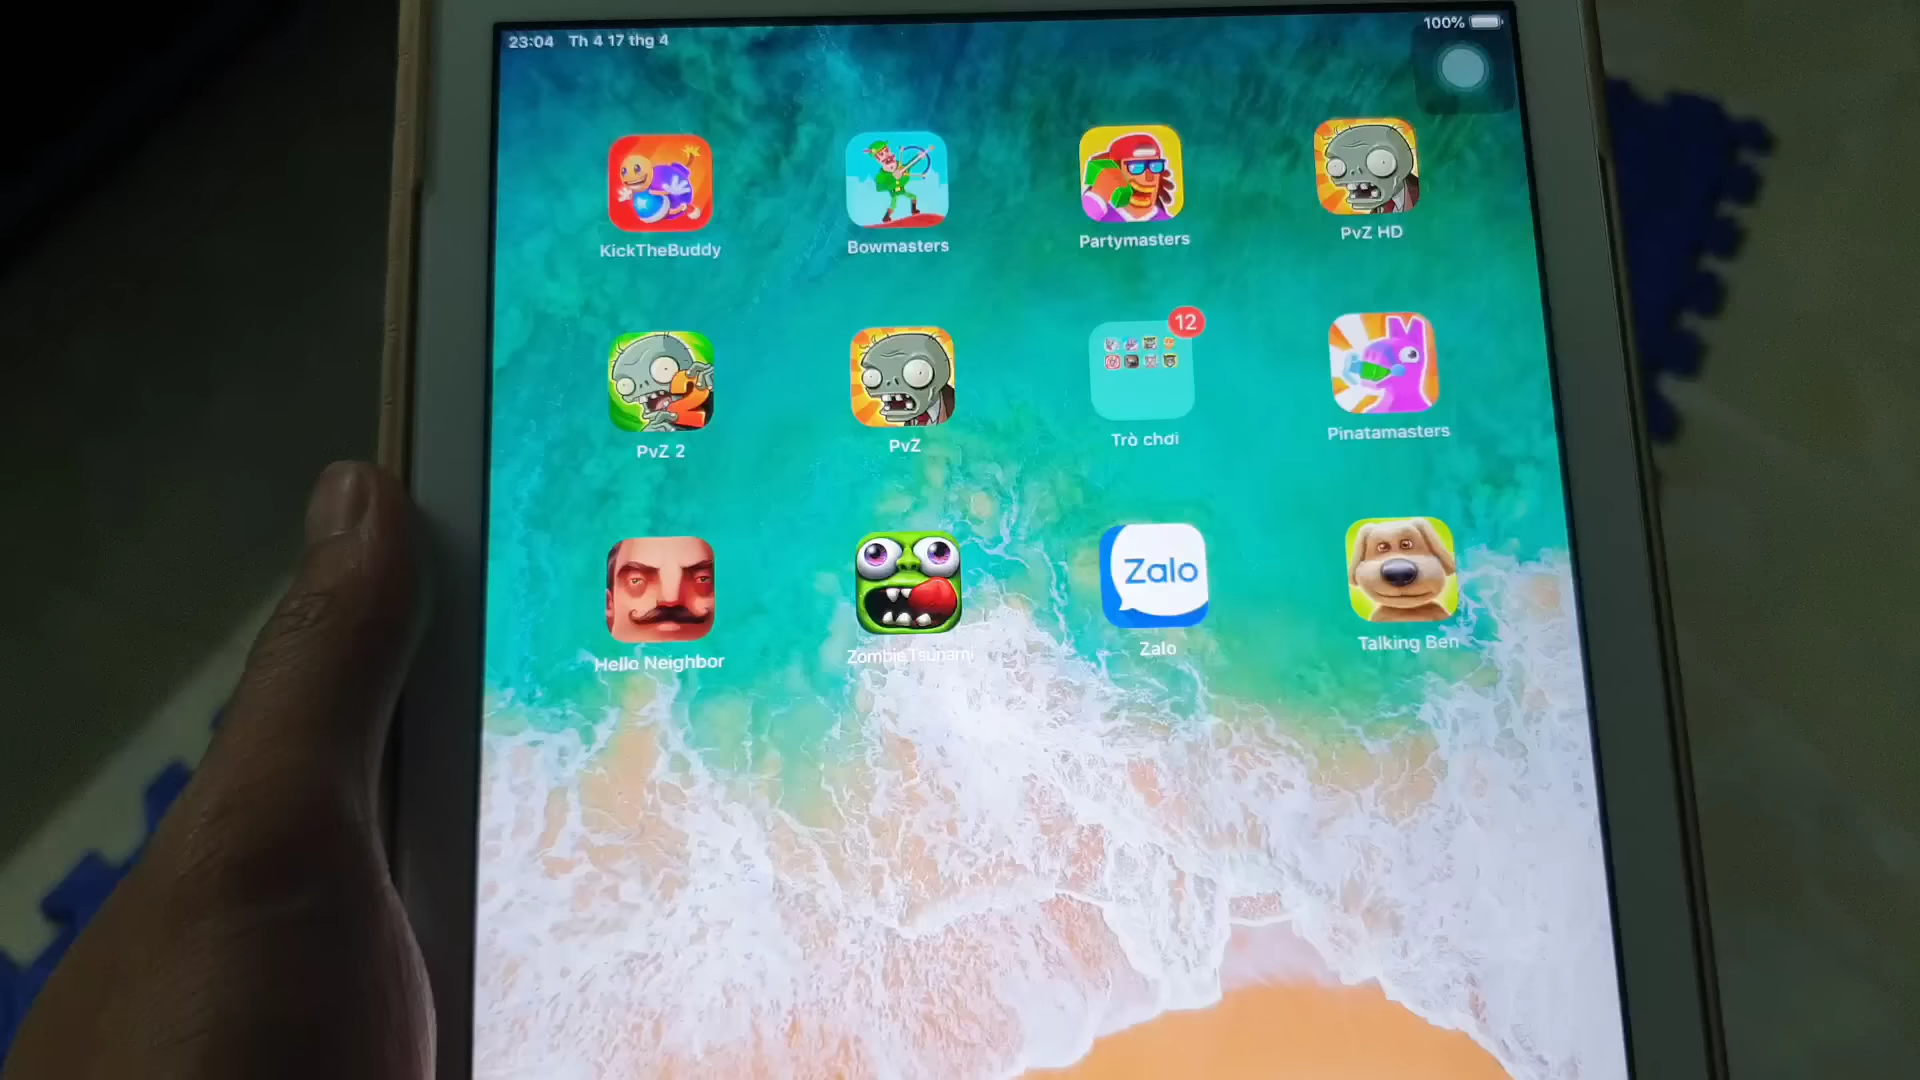 23:04 Th 4 17 thg 4
100%
KickTheBuddy
Bowmasters
Partymasters
PvZ HD
PvZ 2
PvZ
12
Trò chơi
Pinatamasters
Hello Neighbor
ZombieTsunami
Zalo
Zalo
Talking Ben